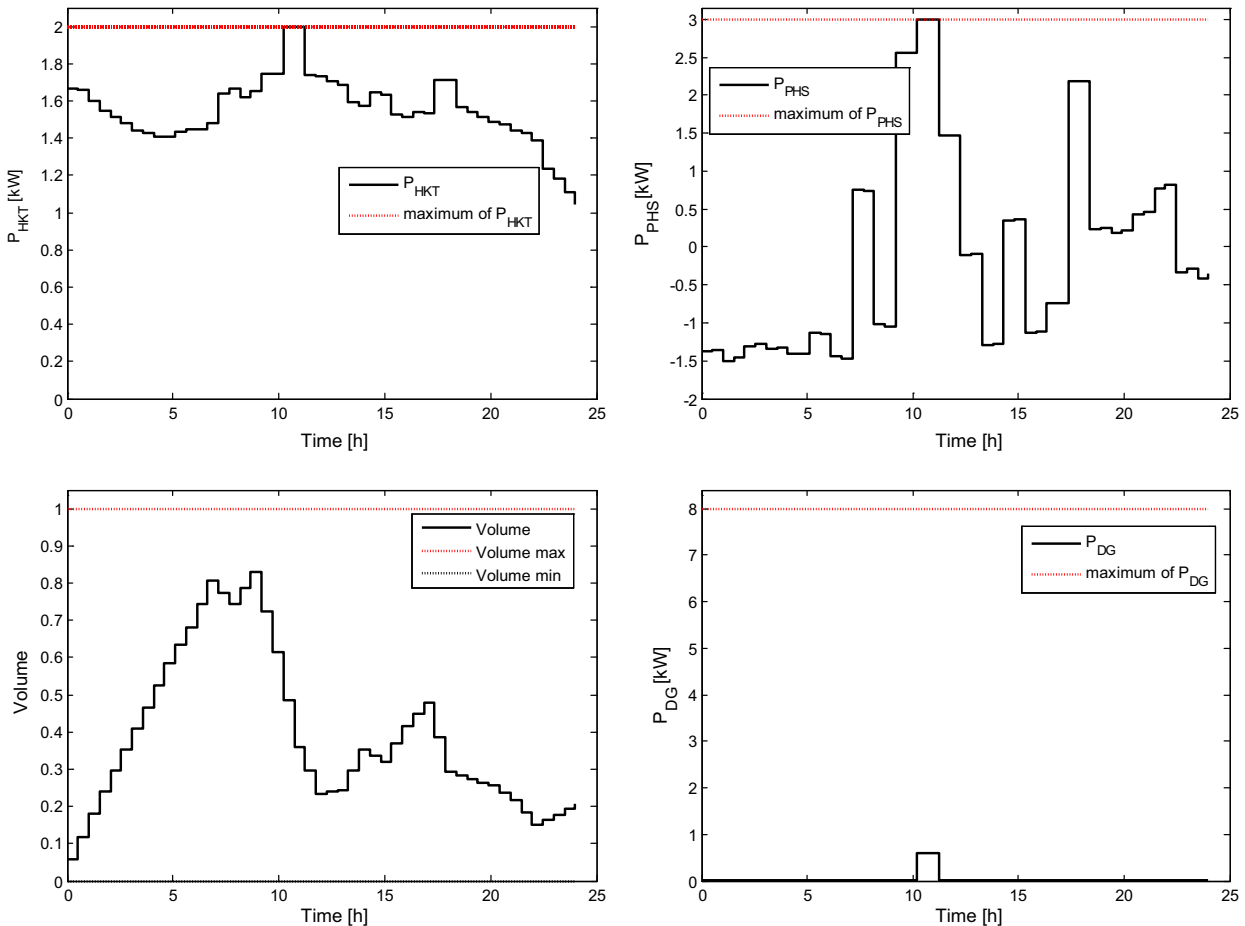 2
1.8
1.6
1.4
1.2
1
0.8
0.6
0.4
0.2
0
P_HKT [kW]
P_HKT
maximum of P_HKT
0 5 10 15 20 25
Time [h]
3
2.5
2
1.5
1
0.5
0
-0.5
-1
-1.5
-2
P_PHS [kW]
P_PHS
maximum of P_PHS
0 5 10 15 20 25
Time [h]
1
0.9
0.8
0.7
0.6
0.5
0.4
0.3
0.2
0.1
0
Volume
Volume
Volume max
Volume min
0 5 10 15 20 25
Time [h]
8
7
6
5
4
3
2
1
0
P_DG [kW]
P_DG
maximum of P_DG
0 5 10 15 20 25
Time [h]